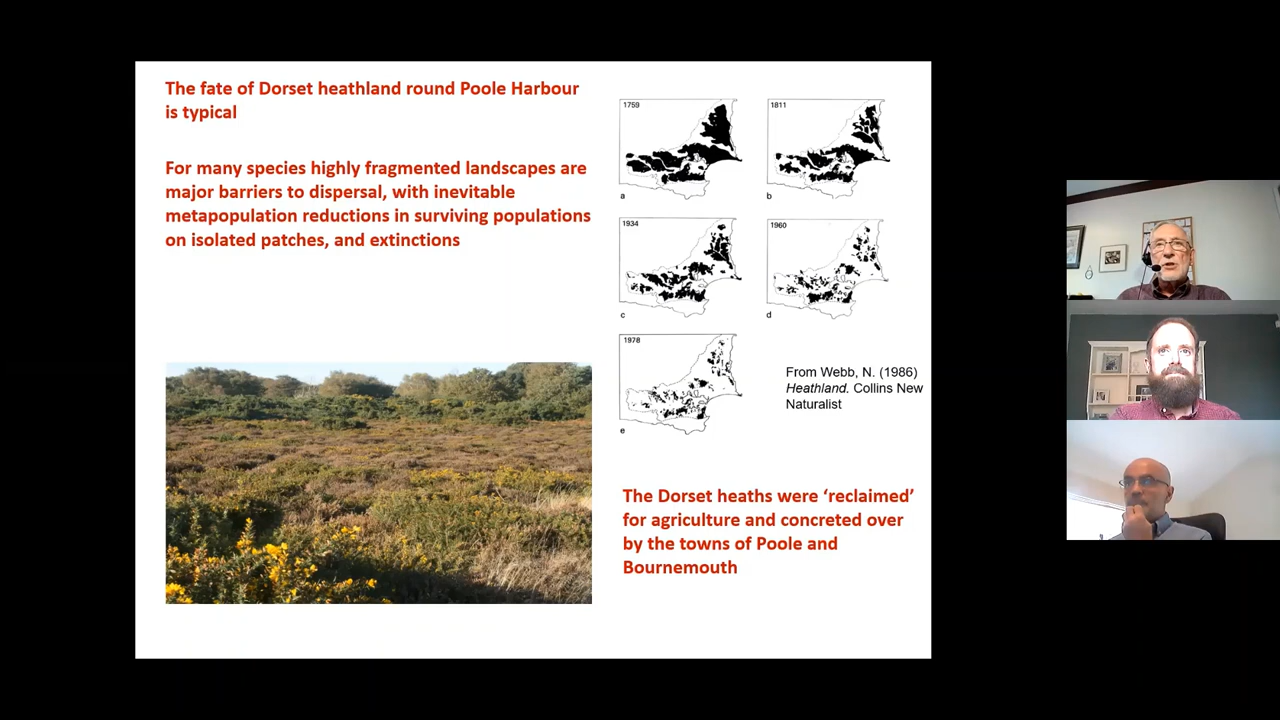 The fate of Dorset heathland round Poole Harbour
is typical
For many species highly fragmented landscapes are
major barriers to dispersal, with inevitable
metapopulation reductions in surviving populations
on isolated patches, and extinctions
1759
a
1811
b
1934
c
1960
d
1978
e
From Webb, N. (1986)
Heathland. Collins New
Naturalist
The Dorset heaths were ‘reclaimed’
for agriculture and concreted over
by the towns of Poole and
Bournemouth